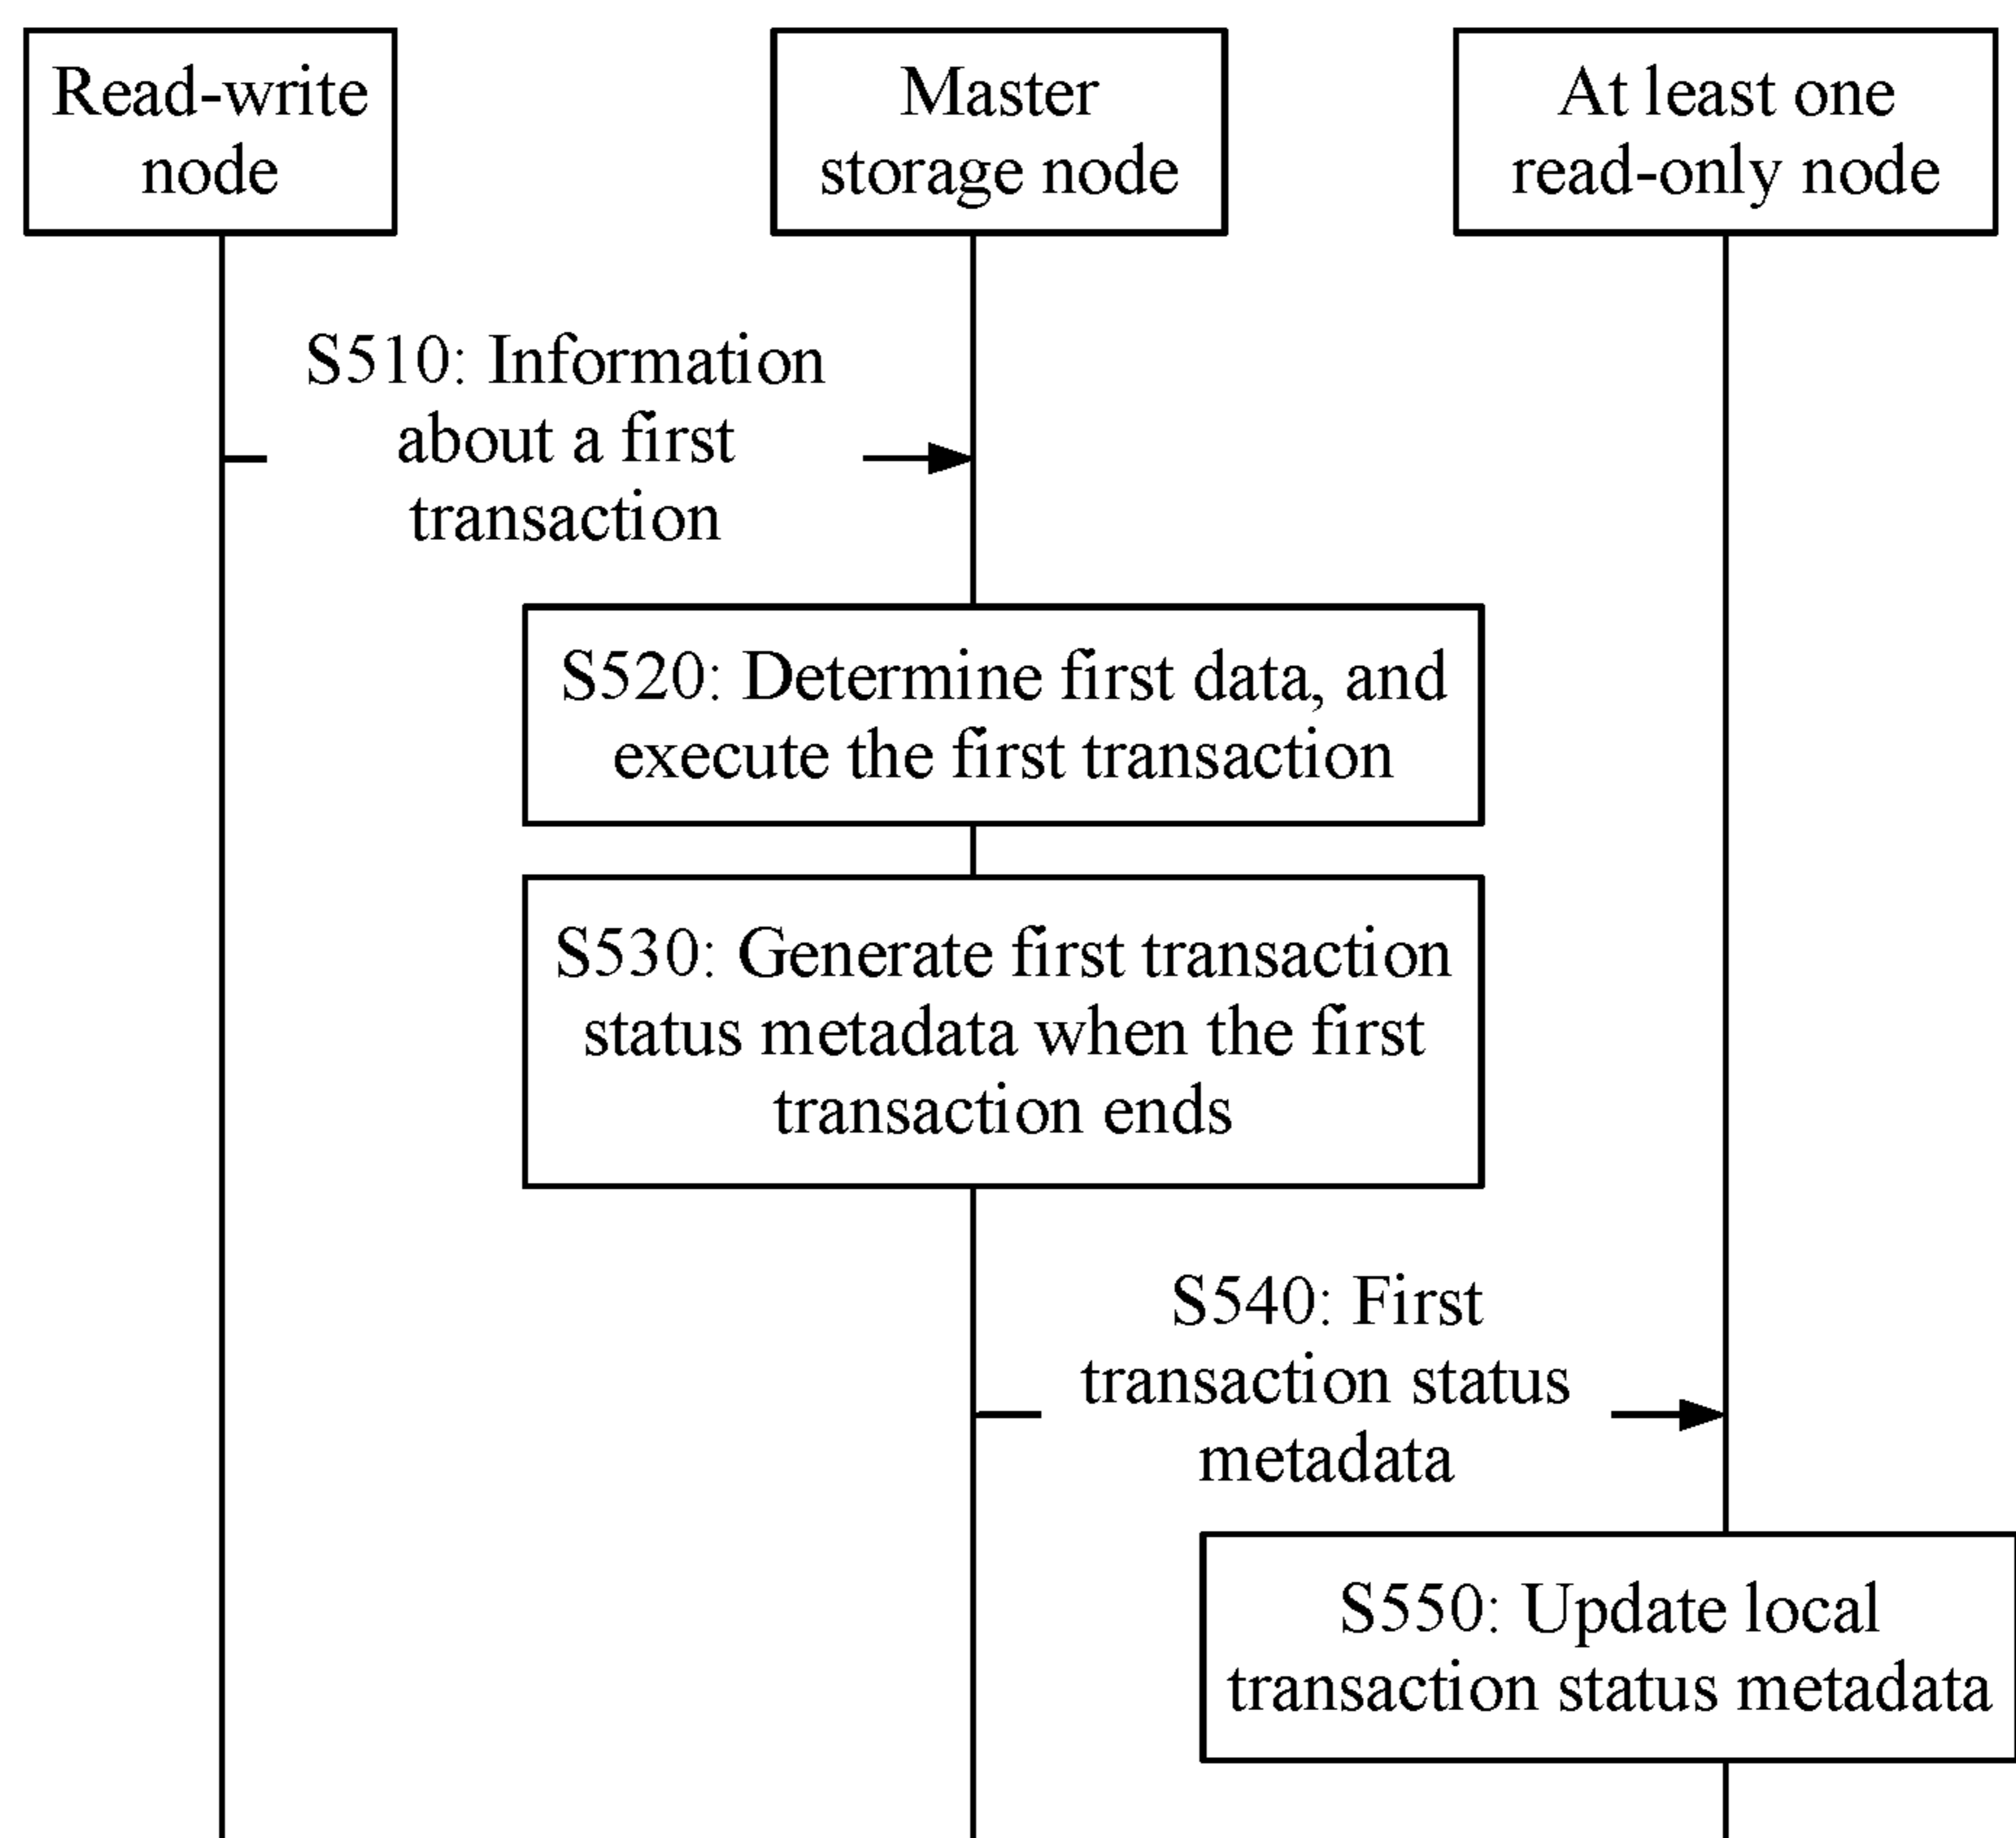 Read-write
node
Master
storage node
At least one
read-only node
S510: Information
about a first
transaction
S520: Determine first data, and
execute the first transaction
S530: Generate first transaction
status metadata when the first
transaction ends
S540: First
transaction status
metadata
S550: Update local
transaction status metadata